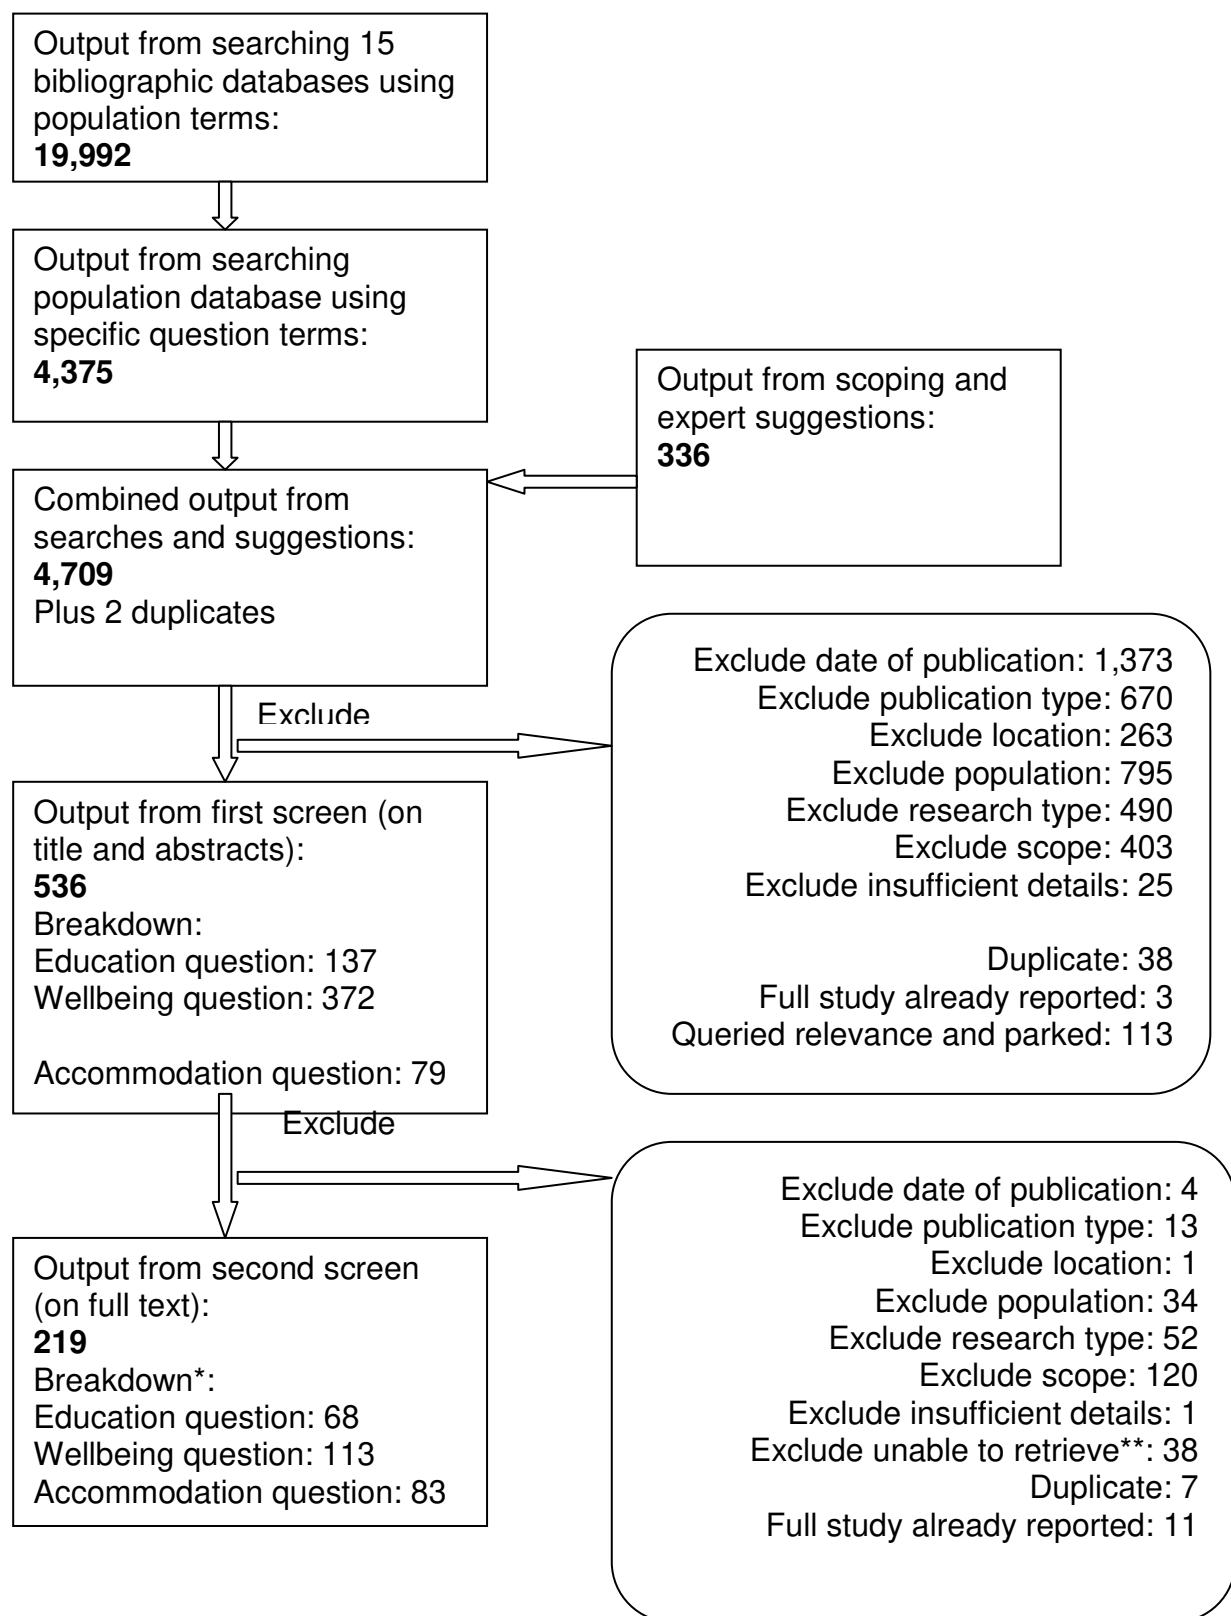 Output from searching 15
bibliographic databases using
population terms:
19,992
Output from searching
population database using
specific question terms:
4,375
Output from scoping and
expert suggestions:
336
Combined output from
searches and suggestions:
4,709
Plus 2 duplicates
Exclude
Exclude date of publication: 1,373
Exclude publication type: 670
Exclude location: 263
Exclude population: 795
Exclude research type: 490
Exclude scope: 403
Exclude insufficient details: 25
Duplicate: 38
Full study already reported: 3
Queried relevance and parked: 113
Output from first screen (on
title and abstracts):
536
Breakdown:
Education question: 137
Wellbeing question: 372
Accommodation question: 79
Exclude
Exclude date of publication: 4
Exclude publication type: 13
Exclude location: 1
Exclude population: 34
Exclude research type: 52
Exclude scope: 120
Exclude insufficient details: 1
Exclude unable to retrieve**: 38
Duplicate: 7
Full study already reported: 11
Output from second screen
(on full text):
219
Breakdown*:
Education question: 68
Wellbeing question: 113
Accommodation question: 83